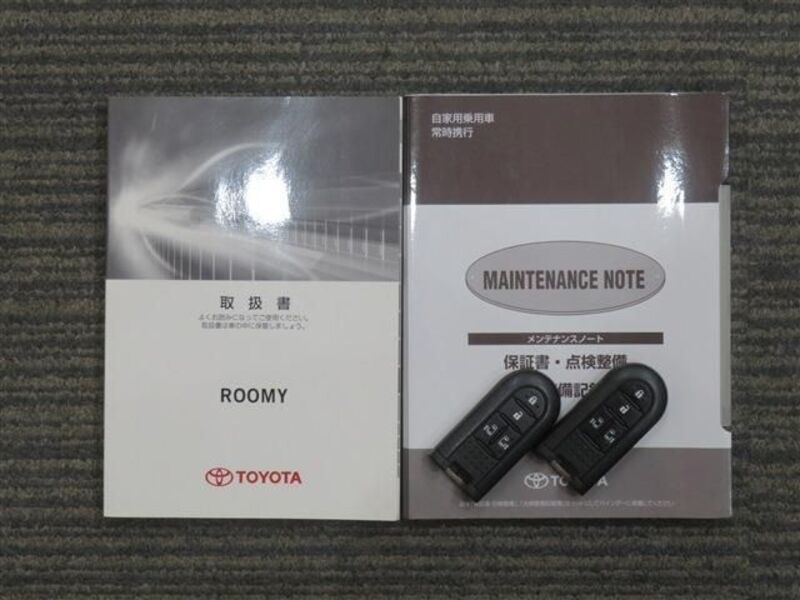 取扱書
よくお読みになってご使用ください。
取扱書は車の中に保管しましょう。
ROOMY
TOYOTA
自家用乗用車
常時携行
MAINTENANCE NOTE
メンテナンスノート
保証書・点検整備
備記